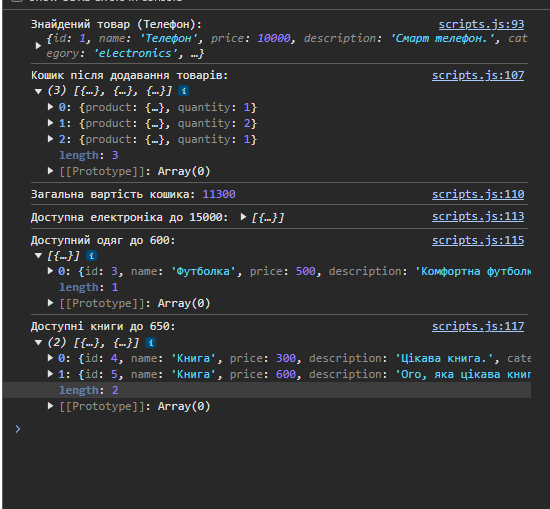 Знайдений товар (Телефон): scripts.js:93
{id: 1, name: 'Телефон', price: 10000, description: 'Смарт телефон.', cat
egory: 'electronics', …}
Кошик після додавання товарів: scripts.js:107
(3) [{…}, {…}, {…}] i
0: {product: {…}, quantity: 1}
1: {product: {…}, quantity: 2}
2: {product: {…}, quantity: 1}
length: 3
[[Prototype]]: Array(0)
Загальна вартість кошика: 11300 scripts.js:110
Доступна електроніка до 15000: [{…}] scripts.js:113
Доступний одяг до 600: scripts.js:115
[{…}] i
0: {id: 3, name: 'Футболка', price: 500, description: 'Комфортна футболк
length: 1
[[Prototype]]: Array(0)
Доступні книги до 650: scripts.js:117
(2) [{…}, {…}] i
0: {id: 4, name: 'Книга', price: 300, description: 'Цікава книга.', cate
1: {id: 5, name: 'Книга', price: 600, description: 'Ого, яка цікава книг
length: 2
[[Prototype]]: Array(0)